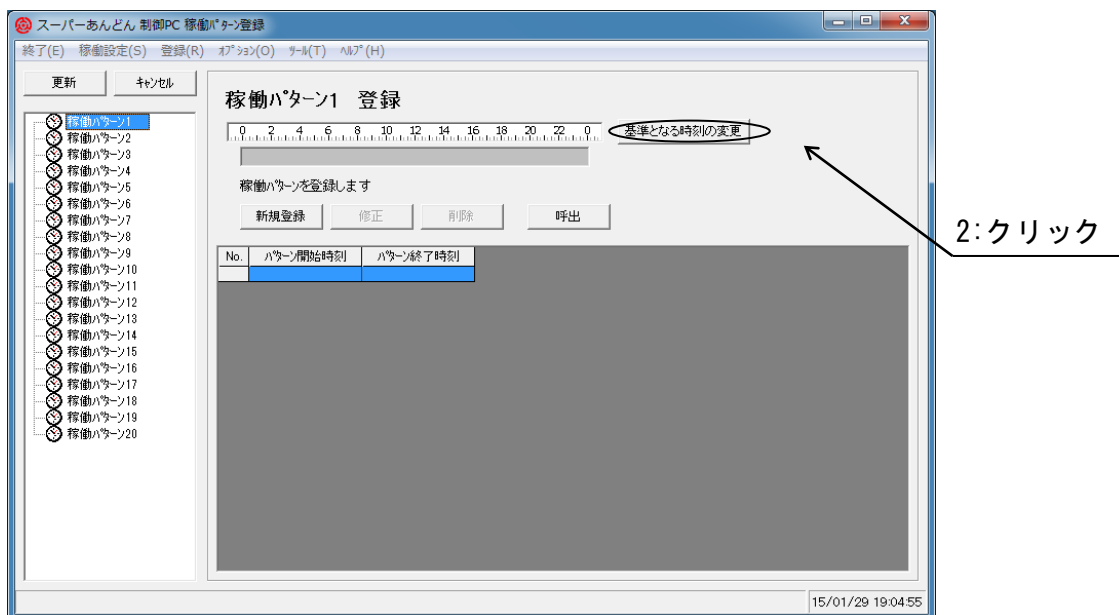 スーパーあんどん 制御PC 稼働ﾊﾟﾀｰﾝ登録
終了(E) 稼働設定(S) 登録(R) ｵﾌﾟｼｮﾝ(O) ﾂｰﾙ(T) ﾍﾙﾌﾟ(H)
更新 ｷｬﾝｾﾙ
稼働ﾊﾟﾀｰﾝ1 登録
0 2 4 6 8 10 12 14 16 18 20 22 0 基準となる時刻の変更
稼働ﾊﾟﾀｰﾝを登録します
新規登録 修正 削除 呼出
2:クリック
No. ﾊﾟﾀｰﾝ開始時刻 ﾊﾟﾀｰﾝ終了時刻
稼働ﾊﾟﾀｰﾝ1
稼働ﾊﾟﾀｰﾝ2
稼働ﾊﾟﾀｰﾝ3
稼働ﾊﾟﾀｰﾝ4
稼働ﾊﾟﾀｰﾝ5
稼働ﾊﾟﾀｰﾝ6
稼働ﾊﾟﾀｰﾝ7
稼働ﾊﾟﾀｰﾝ8
稼働ﾊﾟﾀｰﾝ9
稼働ﾊﾟﾀｰﾝ10
稼働ﾊﾟﾀｰﾝ11
稼働ﾊﾟﾀｰﾝ12
稼働ﾊﾟﾀｰﾝ13
稼働ﾊﾟﾀｰﾝ14
稼働ﾊﾟﾀｰﾝ15
稼働ﾊﾟﾀｰﾝ16
稼働ﾊﾟﾀｰﾝ17
稼働ﾊﾟﾀｰﾝ18
稼働ﾊﾟﾀｰﾝ19
稼働ﾊﾟﾀｰﾝ20
15/01/29 19:04:55